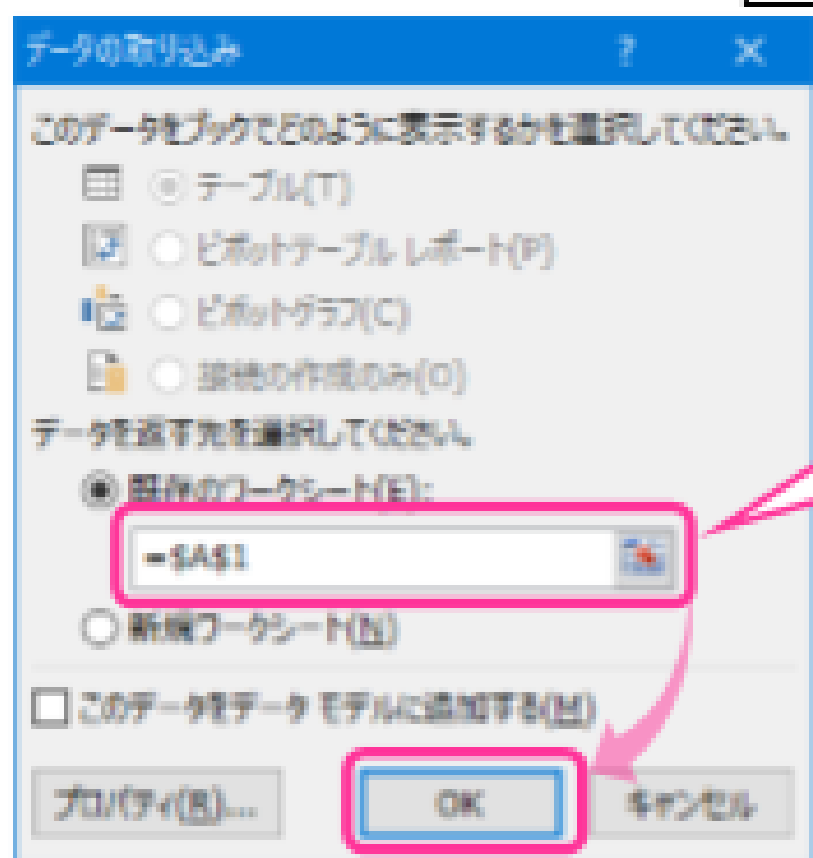 データの取り込み ? ×
このデータをブックでどのように表示するかを選択してください。
テーブル(T)
ピボットテーブル レポート(P)
ピボットグラフ(C)
接続の作成のみ(O)
データを返す先を選択してください。
既存のワークシート(E):
=$A$1
新規ワークシート(N)
このデータをデータ モデルに追加する(M)
プロパティ(R)... OK キャンセル